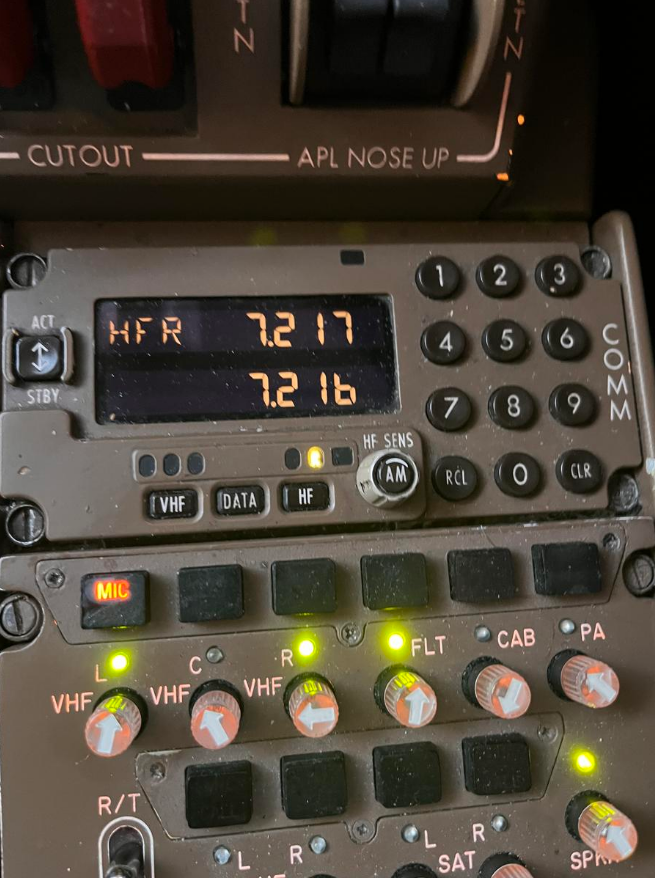 TN
TN
CUTOUT
APL NOSE UP
1 2 3
ACT
HFR 7.217
4 5 6
COMM
STBY
7.216
7 8 9
HF SENS
R
AM
RCL 0 CLR
VHF DATA HF
MIC
L C R FLT CAB PA
VHF VHF VHF
R/T
L R L R
SAT